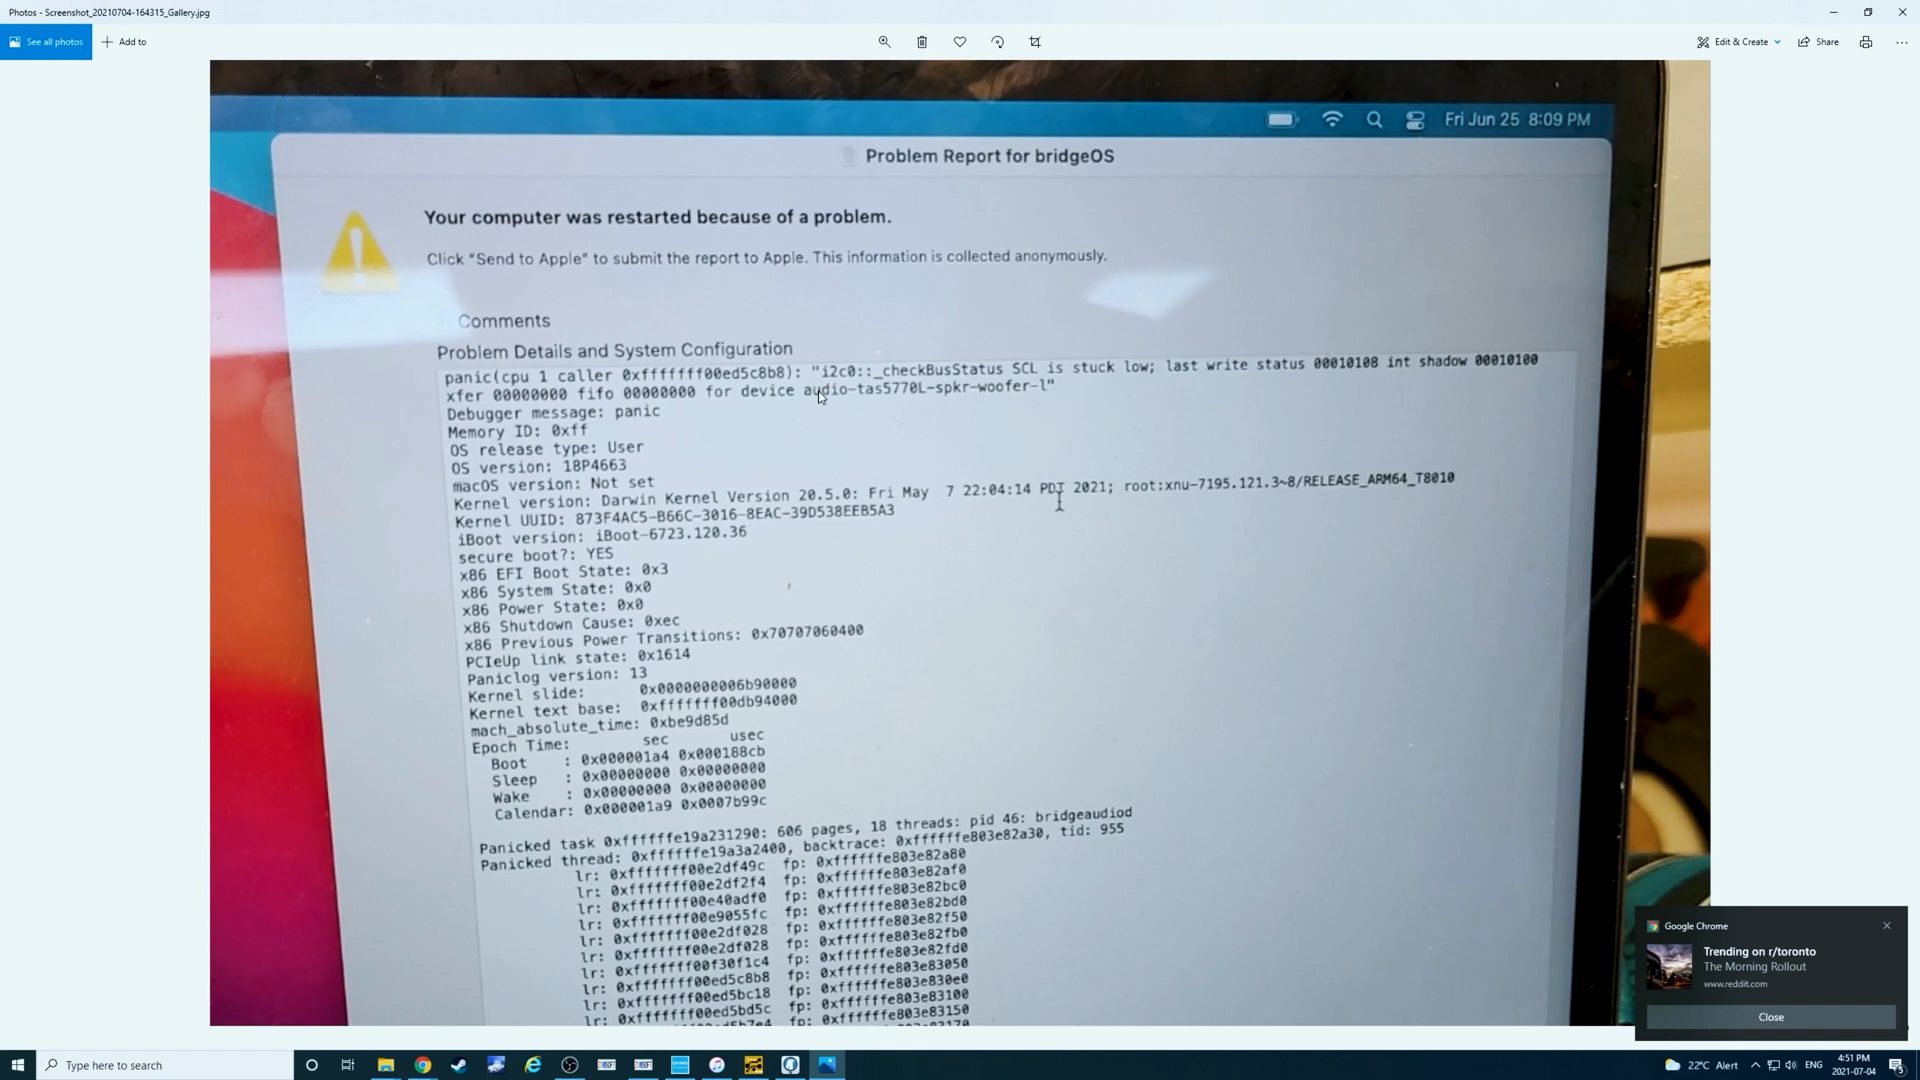 Photos - Screenshot_20210704-164315_Gallery.jpg
See all photos
Add to
Edit & Create
Share
Fri Jun 25 8:09 PM
Problem Report for bridgeOS
Your computer was restarted because of a problem.
Click "Send to Apple" to submit the report to Apple. This information is collected anonymously.
Comments
Problem Details and System Configuration
panic(cpu 1 caller 0xfffffff00ed5c8b8): "i2c0::_checkBusStatus SCL is stuck low; last write status 00010108 int shadow 00010100
xfer 00000000 fifo 00000000 for device audio-tas5770L-spkr-woofer-l"
Debugger message: panic
Memory ID: 0xff
OS release type: User
OS version: 18P4663
macOS version: Not set
Kernel version: Darwin Kernel Version 20.5.0: Fri May 7 22:04:14 PDT 2021; root:xnu-7195.121.3~8/RELEASE_ARM64_T8010
Kernel UUID: 873F4AC5-B66C-3016-8EAC-39D538EEB5A3
iBoot version: iBoot-6723.120.36
secure boot?: YES
x86 EFI Boot State: 0x3
x86 System State: 0x0
x86 Power State: 0x0
x86 Shutdown Cause: 0xec
x86 Previous Power Transitions: 0x70707060400
PCIeUp link state: 0x1614
Paniclog version: 13
Kernel slide: 0x0000000006b90000
Kernel text base: 0xfffffff00db94000
mach_absolute_time: 0xbe9d85d
Epoch Time: sec usec
Boot : 0x000001a4 0x000188cb
Sleep : 0x00000000 0x00000000
Wake : 0x00000000 0x00000000
Calendar: 0x000001a9 0x0007b99c
Panicked task 0xffffffe19a231290: 606 pages, 18 threads: pid 46: bridgeaudiod
Panicked thread: 0xffffffe19a3a2400, backtrace: 0xffffffe803e82a30, tid: 955
lr: 0xfffffff00e2df49c fp: 0xffffffe803e82a80
lr: 0xfffffff00e2df2f4 fp: 0xffffffe803e82af0
lr: 0xfffffff00e40adf0 fp: 0xffffffe803e82bc0
lr: 0xfffffff00e9055fc fp: 0xffffffe803e82bd0
lr: 0xfffffff00e2df028 fp: 0xffffffe803e82f50
lr: 0xfffffff00e2df028 fp: 0xffffffe803e82fb0
lr: 0xfffffff00f30f1c4 fp: 0xffffffe803e82fd0
lr: 0xfffffff00ed5c8b8 fp: 0xffffffe803e83050
lr: 0xfffffff00ed5bc18 fp: 0xffffffe803e830e0
lr: 0xfffffff00ed5bd5c fp: 0xffffffe803e83100
fp: 0xffffffe803e83150
Google Chrome
Trending on r/toronto
The Morning Rollout
www.reddit.com
Close
Type here to search
22°C Alert
ENG
4:51 PM
2021-07-04